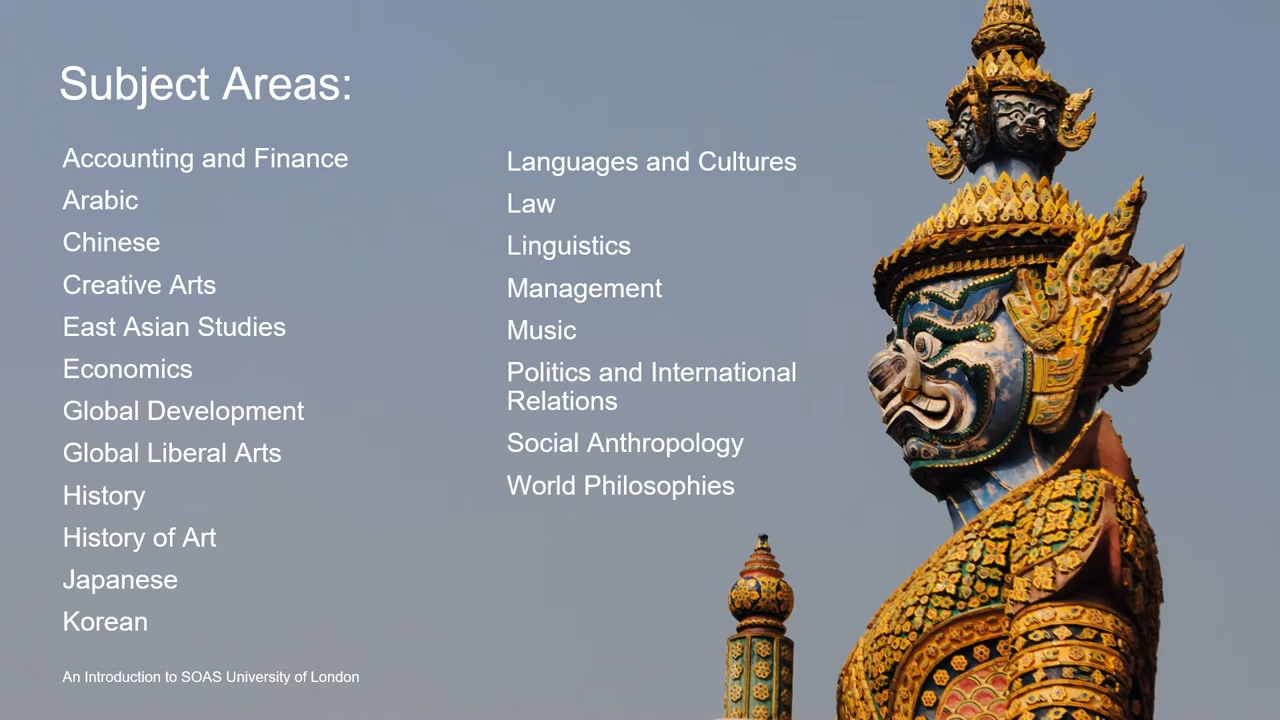 Subject Areas:
Accounting and Finance
Arabic
Chinese
Creative Arts
East Asian Studies
Economics
Global Development
Global Liberal Arts
History
History of Art
Japanese
Korean
Languages and Cultures
Law
Linguistics
Management
Music
Politics and International
Relations
Social Anthropology
World Philosophies
An Introduction to SOAS University of London